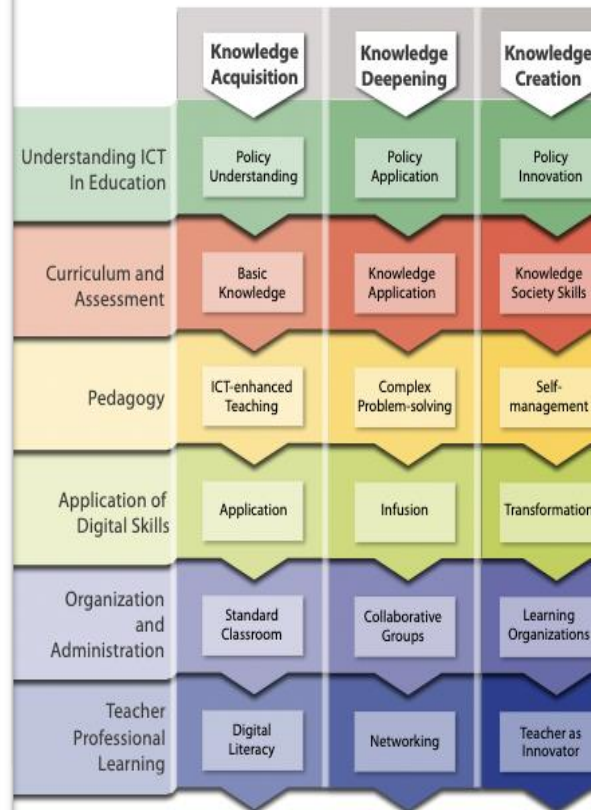 Knowledge
Acquisition
Knowledge
Deepening
Knowledge
Creation
Understanding ICT
In Education
Policy
Understanding
Policy
Application
Policy
Innovation
Curriculum and
Assessment
Basic
Knowledge
Knowledge
Application
Knowledge
Society Skills
Pedagogy
ICT-enhanced
Teaching
Complex
Problem-solving
Self-
management
Application of
Digital Skills
Application
Infusion
Transformation
Organization
and
Administration
Standard
Classroom
Collaborative
Groups
Learning
Organizations
Teacher
Professional
Learning
Digital
Literacy
Networking
Teacher as
Innovator